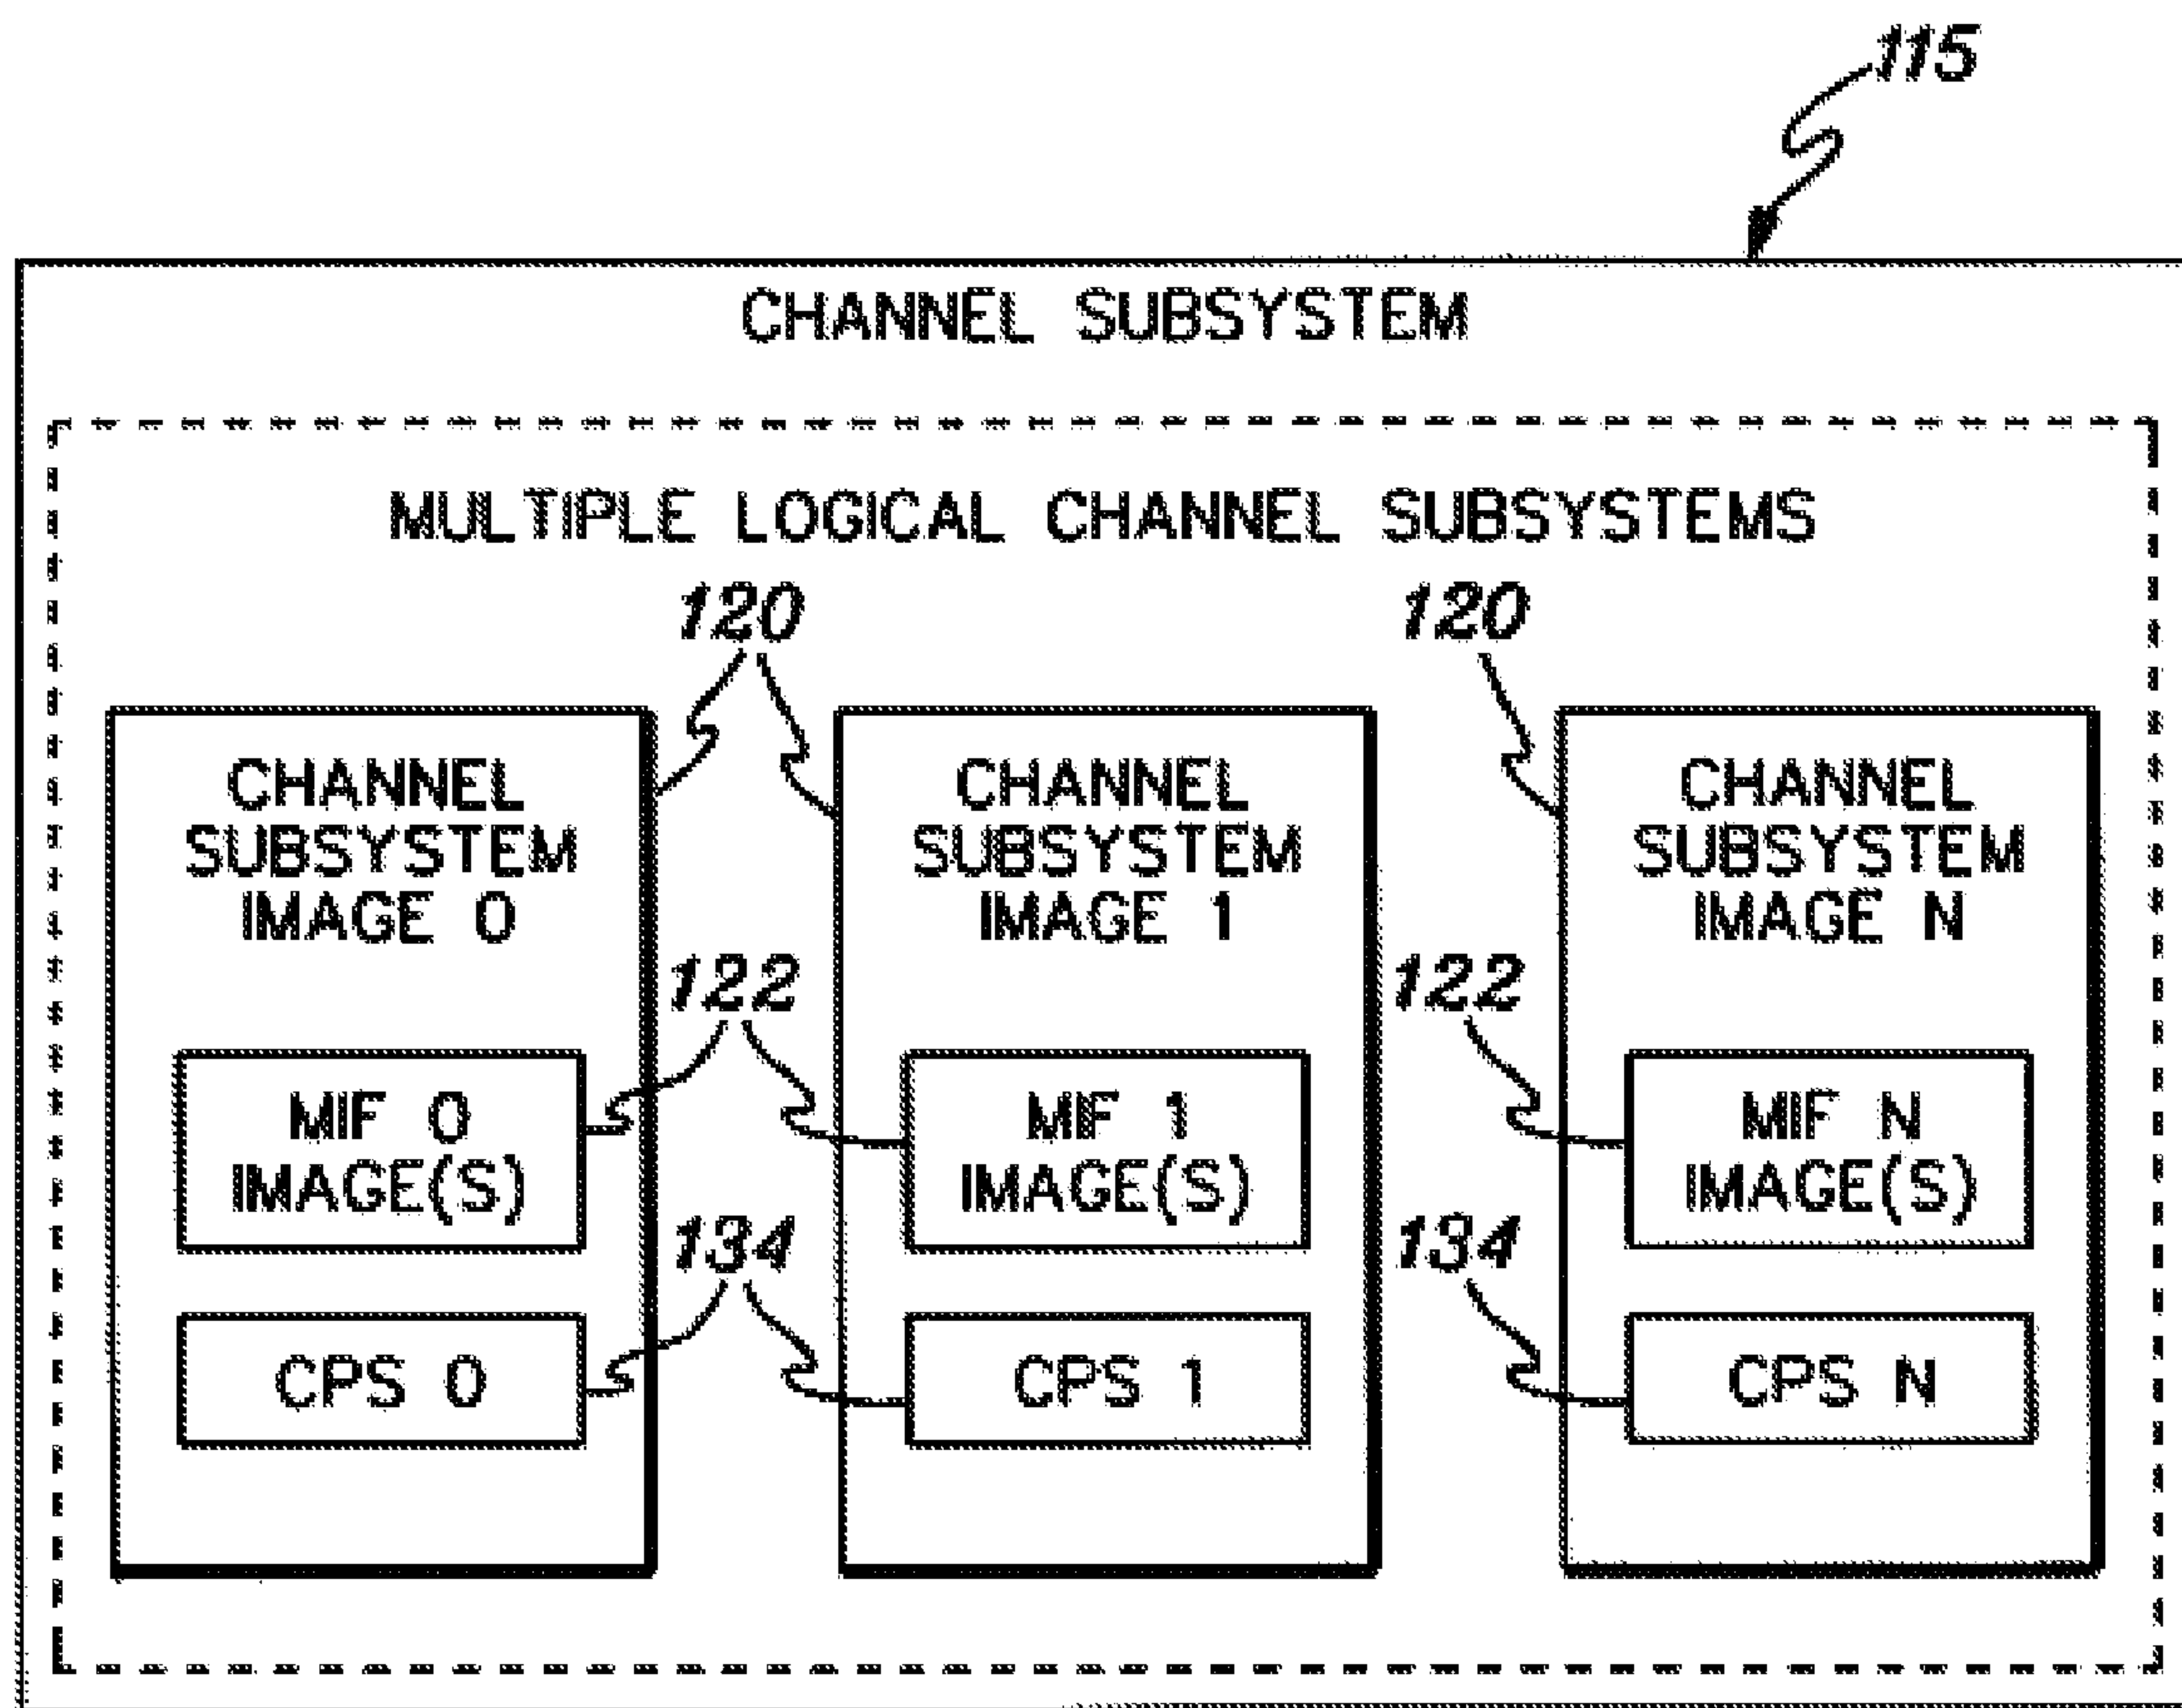 115
CHANNEL SUBSYSTEM
MULTIPLE LOGICAL CHANNEL SUBSYSTEMS
120
120
CHANNEL
SUBSYSTEM
IMAGE 0
CHANNEL
SUBSYSTEM
IMAGE 1
CHANNEL
SUBSYSTEM
IMAGE N
122
122
MIF 0
IMAGE(S)
MIF 1
IMAGE(S)
MIF N
IMAGE(S)
134
134
CPS 0
CPS 1
CPS N